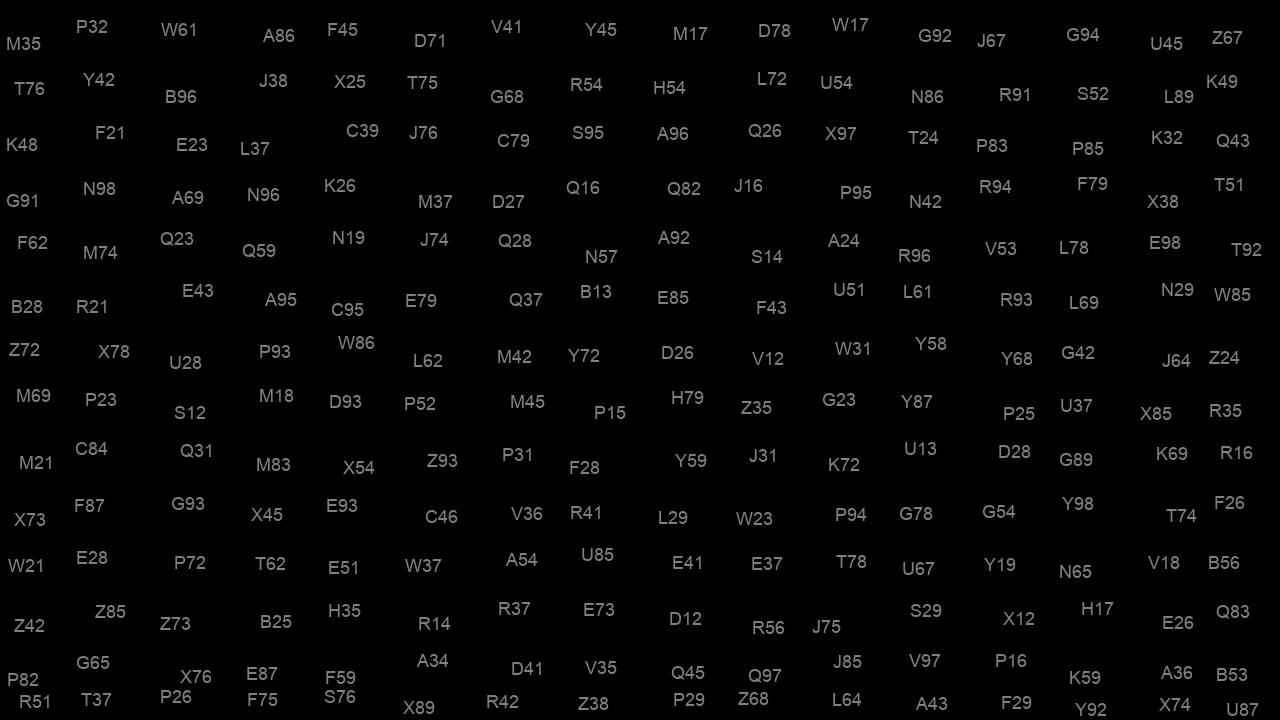 M35 P32 W61 A86 F45 D71 V41 Y45 M17 D78 W17 G92 J67 G94 U45 Z67
T76 Y42 B96 J38 X25 T75 G68 R54 H54 L72 U54 N86 R91 S52 L89 K49
K48 F21 E23 L37 C39 J76 C79 S95 A96 Q26 X97 T24 P83 P85 K32 Q43
G91 N98 A69 N96 K26 M37 D27 Q16 Q82 J16 P95 N42 R94 F79 X38 T51
F62 M74 Q23 Q59 N19 J74 Q28 N57 A92 S14 A24 R96 V53 L78 E98 T92
B28 R21 E43 A95 C95 E79 Q37 B13 E85 F43 U51 L61 R93 L69 N29 W85
Z72 X78 U28 P93 W86 L62 M42 Y72 D26 V12 W31 Y58 Y68 G42 J64 Z24
M69 P23 S12 M18 D93 P52 M45 P15 H79 Z35 G23 Y87 P25 U37 X85 R35
M21 C84 Q31 M83 X54 Z93 P31 F28 Y59 J31 K72 U13 D28 G89 K69 R16
X73 F87 G93 X45 E93 C46 V36 R41 L29 W23 P94 G78 G54 Y98 T74 F26
W21 E28 P72 T62 E51 W37 A54 U85 E41 E37 T78 U67 Y19 N65 V18 B56
Z42 Z85 Z73 B25 H35 R14 R37 E73 D12 R56 J75 S29 X12 H17 E26 Q83
P82 G65 X76 E87 F59 A34 D41 V35 Q45 Q97 J85 V97 P16 K59 A36 B53
R51 T37 P26 F75 S76 X89 R42 Z38 P29 Z68 L64 A43 F29 Y92 X74 U87